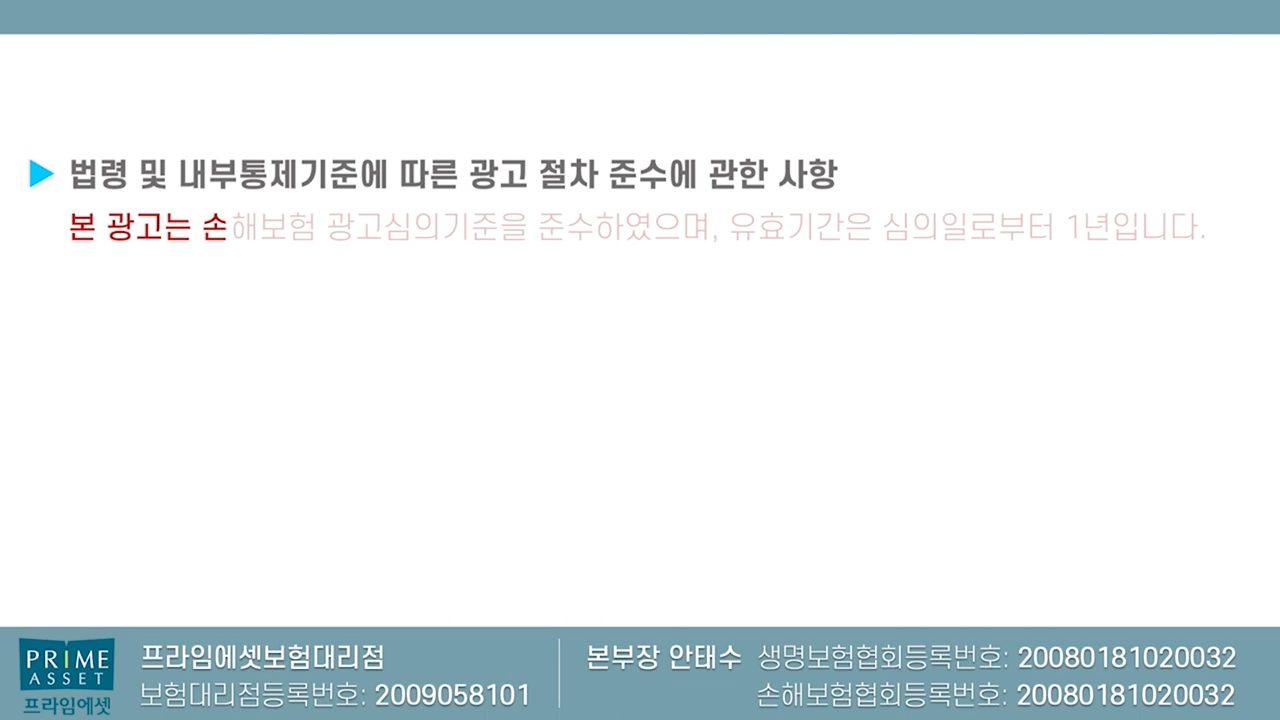 ▶ 법령 및 내부통제기준에 따른 광고 절차 준수에 관한 사항
본 광고는 손해보험 광고심의기준을 준수하였으며, 유효기간은 심의일로부터 1년입니다.
PRIME
ASSET
프라임에셋
프라임에셋보험대리점
보험대리점등록번호: 2009058101
본부장 안태수 생명보험협회등록번호: 20080181020032
손해보험협회등록번호: 20080181020032